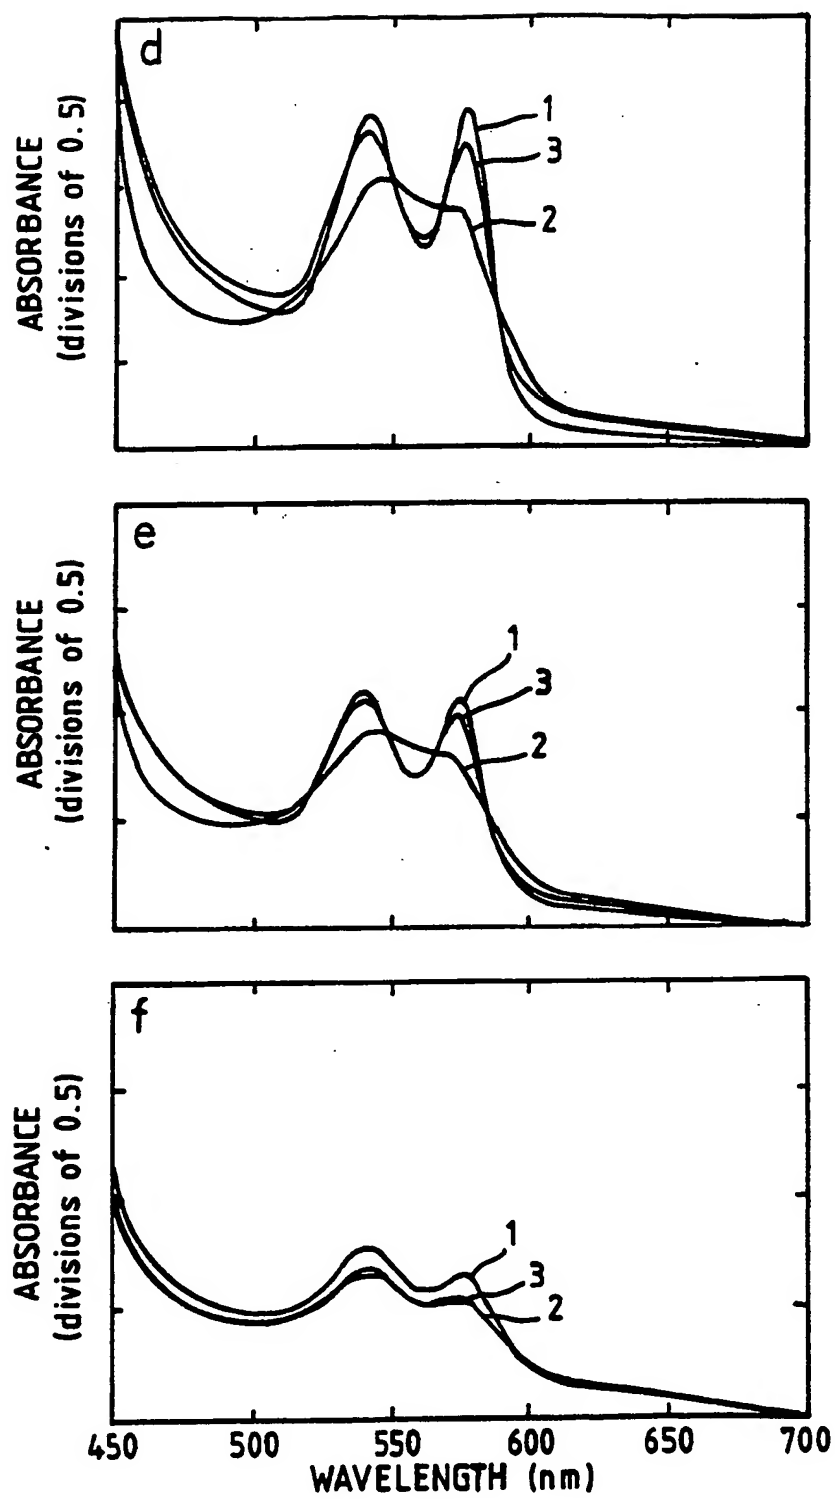 d
ABSORBANCE
(divisions of 0.5)
1
3
2
e
ABSORBANCE
(divisions of 0.5)
1
3
2
f
ABSORBANCE
(divisions of 0.5)
1
3
2
450 500 550 600 650 700
WAVELENGTH (nm)